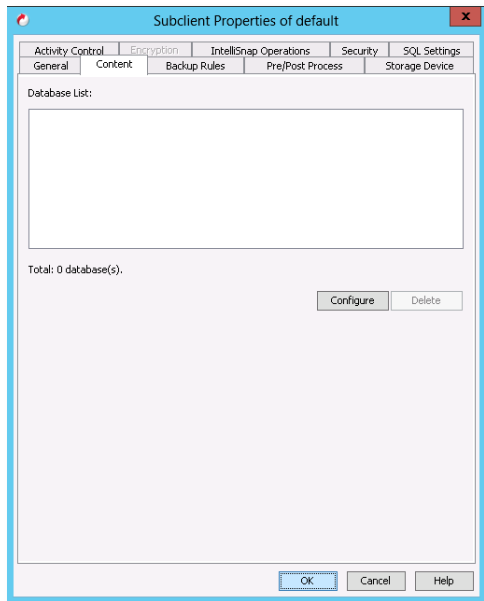 Subclient Properties of default
x
Activity Control Encryption IntelliSnap Operations Security SQL Settings
General Content Backup Rules Pre/Post Process Storage Device
Database List:
Total: 0 database(s).
Configure Delete
OK Cancel Help